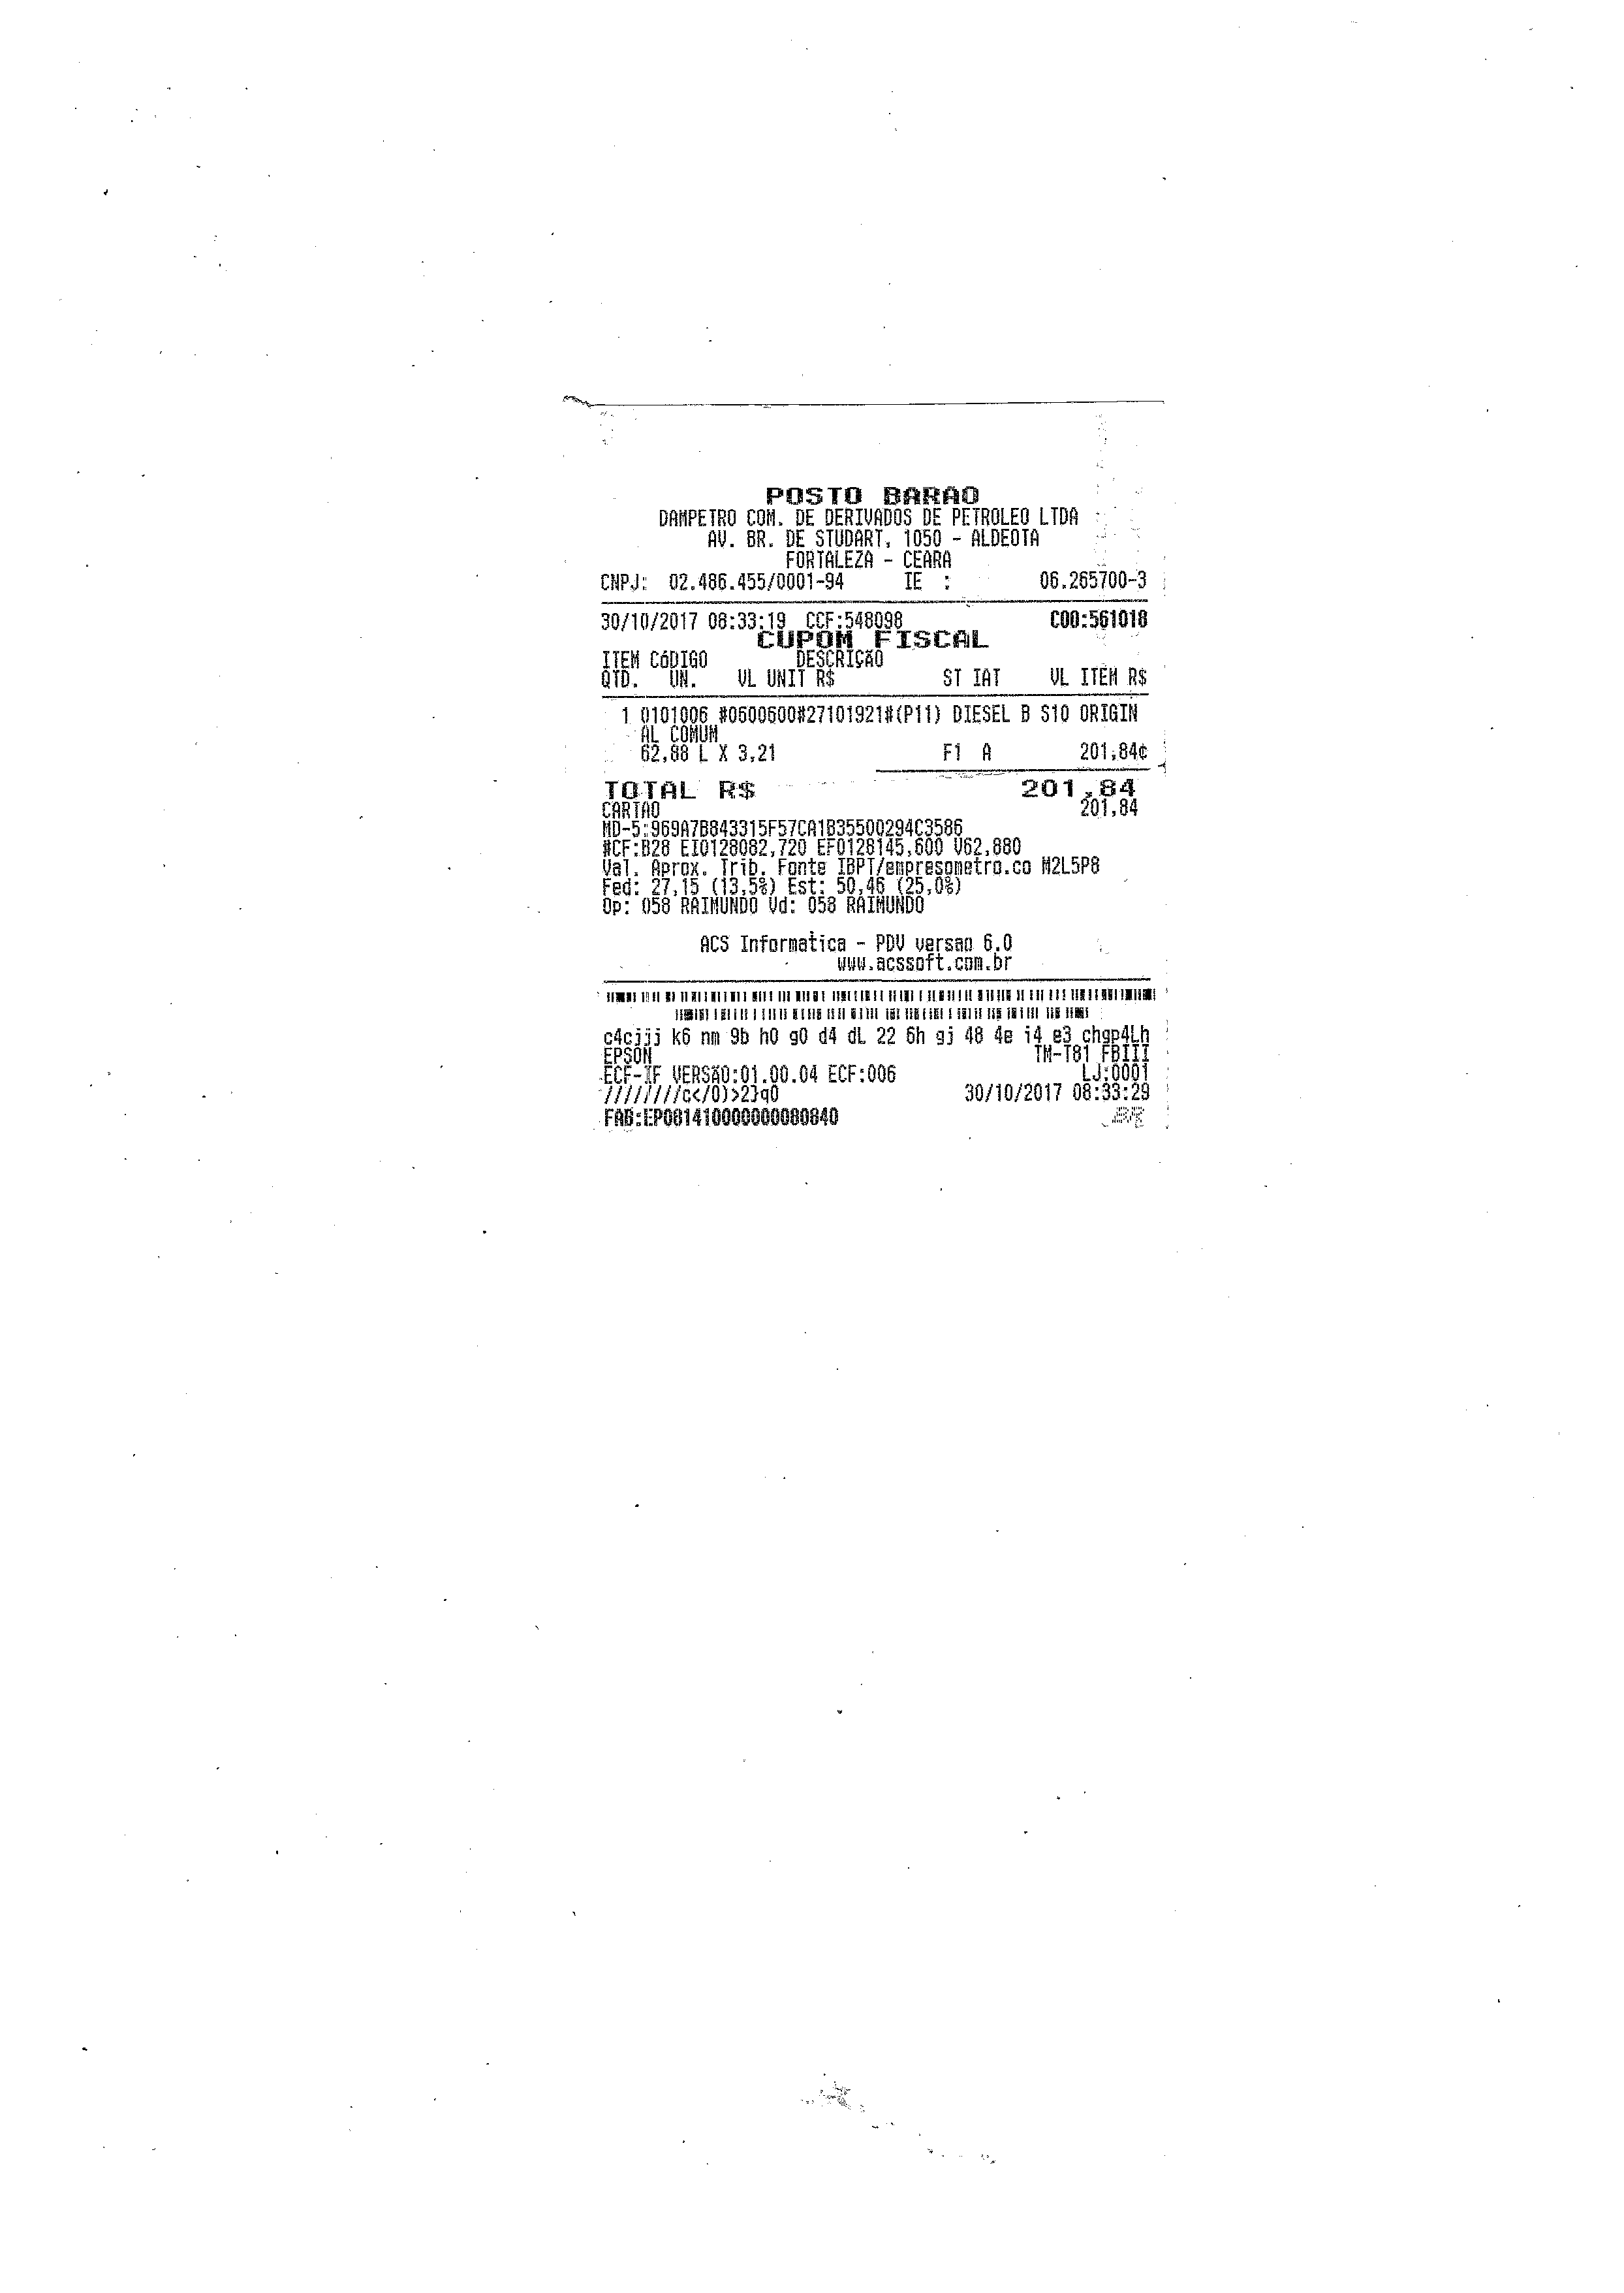 POSTO BARAO
DAMPETRO COM. DE DERIVADOS DE PETROLEO LTDA
AV. BR. DE STUDART, 1050 - ALDEOTA
FORTALEZA - CEARA
CNPJ: 02.486.455/0001-94 IE : 06.265700-3
30/10/2017 08:33:19 CCF:548098 COO:561018
CUPOM FISCAL
ITEM CÓDIGO DESCRIÇÃO
QTD. UN. VL UNIT R$ ST IAT VL ITEM R$
1 0101006 #0600600#27101921#(P11) DIESEL B S10 ORIGIN
AL COMUM
62,88 L X 3,21 F1 A 201,84¢
TOTAL R$ 201,84
CARTAO 201,84
MD-5:969A7B843315F57CA1B35500294C3586
#CF:B28 EI0128082,720 EF0128145,600 V62,880
Val. Aprox. Trib. Fonte IBPT/empresometro.co M2L5P8
Fed: 27,15 (13,5%) Est: 50,46 (25,0%)
Op: 058 RAIMUNDO Vd: 058 RAIMUNDO
ACS Informatica - PDV versao 6.0
www.acssoft.com.br
c4cjjj k6 nm 9b h0 g0 d4 dL 22 6h gj 48 4e i4 e3 chgp4Lh
EPSON TM-T81 FBIII
ECF-IF VERSÃO:01.00.04 ECF:006 LJ:0001
30/10/2017 08:33:29
FAB:EP081410000000080840
BR